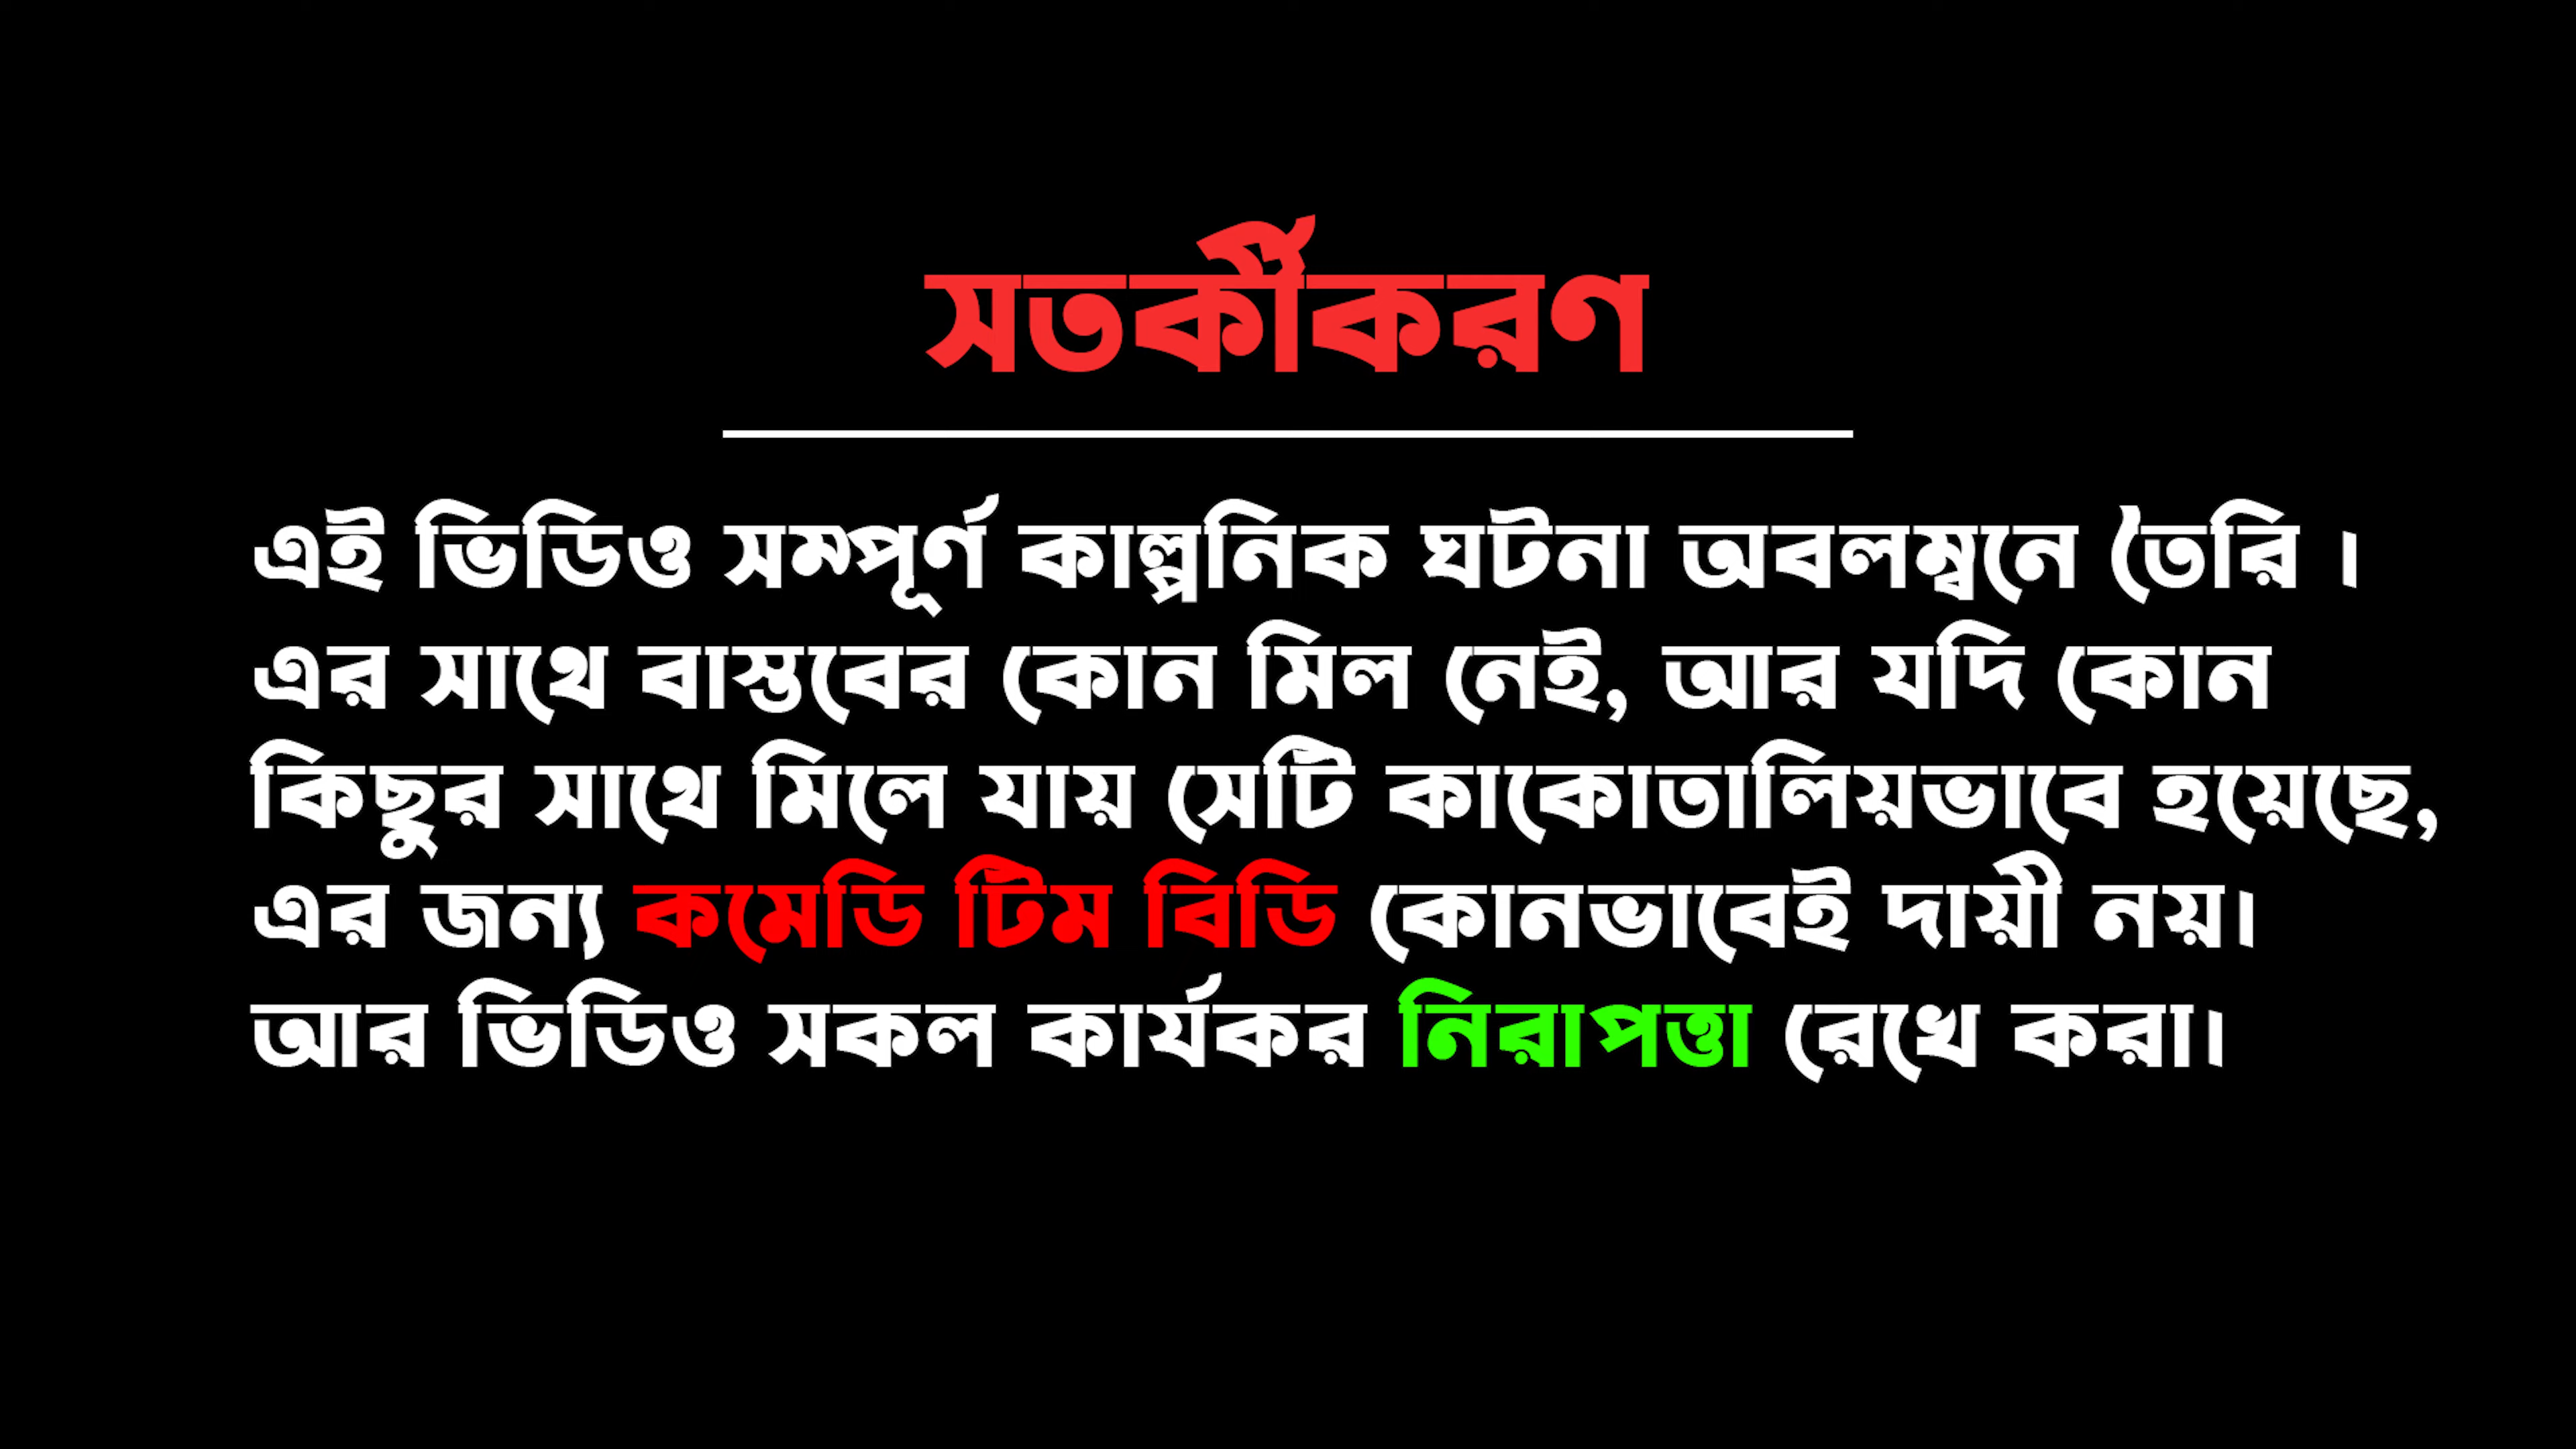 সতর্কীকরণ
এই ভিডিও সম্পূর্ণ কাল্পনিক ঘটনা অবলম্বনে তৈরি ।
এর সাথে বাস্তবের কোন মিল নেই, আর যদি কোন
কিছুর সাথে মিলে যায় সেটি কাকোতালিয়ভাবে হয়েছে,
এর জন্য কমেডি টিম বিডি কোনভাবেই দায়ী নয়।
আর ভিডিও সকল কার্যকর নিরাপত্তা রেখে করা।